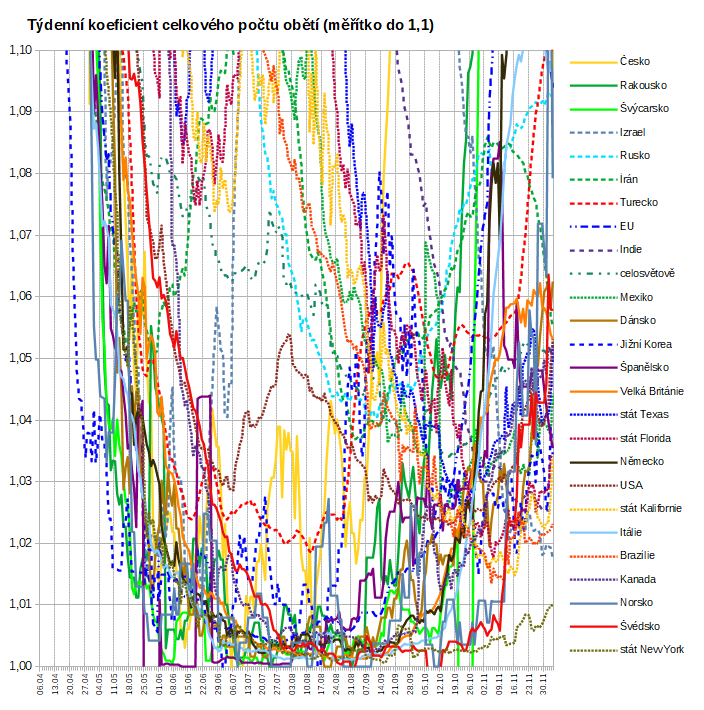 Týdenní koeficient celkového počtu obětí (měřítko do 1,1)
1,10
1,09
1,08
1,07
1,06
1,05
1,04
1,03
1,02
1,01
1,00
06.04
13.04
20.04
27.04
04.05
11.05
18.05
25.05
01.06
08.06
15.06
22.06
29.06
06.07
13.07
20.07
27.07
03.08
10.08
17.08
24.08
31.08
07.09
14.09
21.09
28.09
05.10
12.10
19.10
26.10
02.11
09.11
16.11
23.11
30.11
Česko
Rakousko
Švýcarsko
Izrael
Rusko
Irán
Turecko
EU
Indie
celosvětově
Mexiko
Dánsko
Jižní Korea
Španělsko
Velká Británie
stát Texas
stát Florida
Německo
USA
stát Kalifornie
Itálie
Brazílie
Kanada
Norsko
Švédsko
stát NewYork